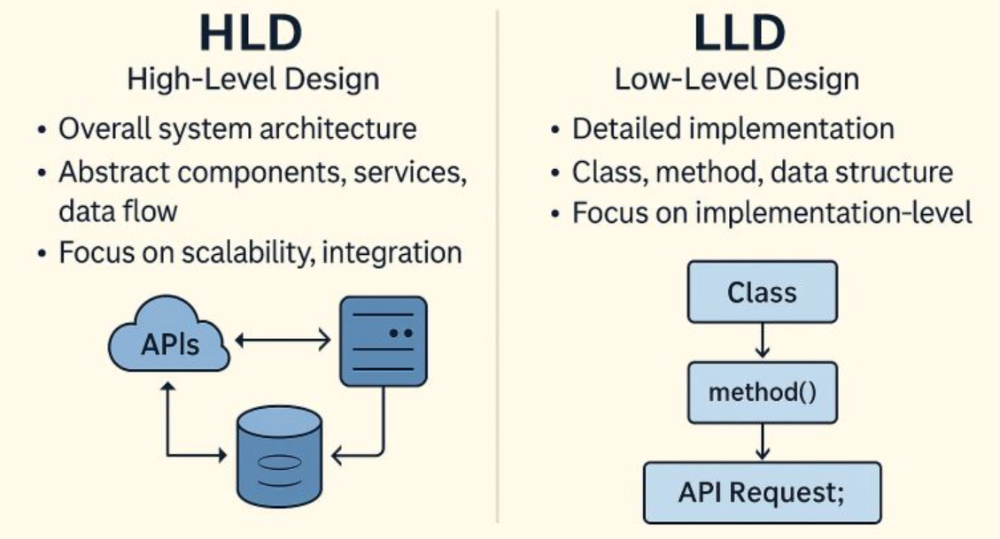 HLD
High-Level Design
• Overall system architecture
• Abstract components, services,
data flow
• Focus on scalability, integration
APIs
LLD
Low-Level Design
• Detailed implementation
• Class, method, data structure
• Focus on implementation-level
Class
method()
API Request;